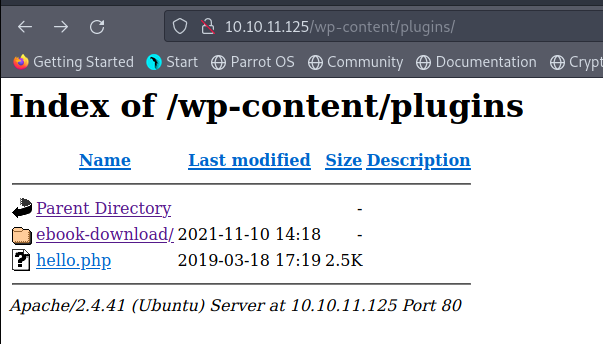 10.10.11.125/wp-content/plugins/
Getting Started Start Parrot OS Community Documentation Crypt
Index of /wp-content/plugins
Name Last modified Size Description
Parent Directory -
ebook-download/ 2021-11-10 14:18 -
hello.php 2019-03-18 17:19 2.5K
Apache/2.4.41 (Ubuntu) Server at 10.10.11.125 Port 80